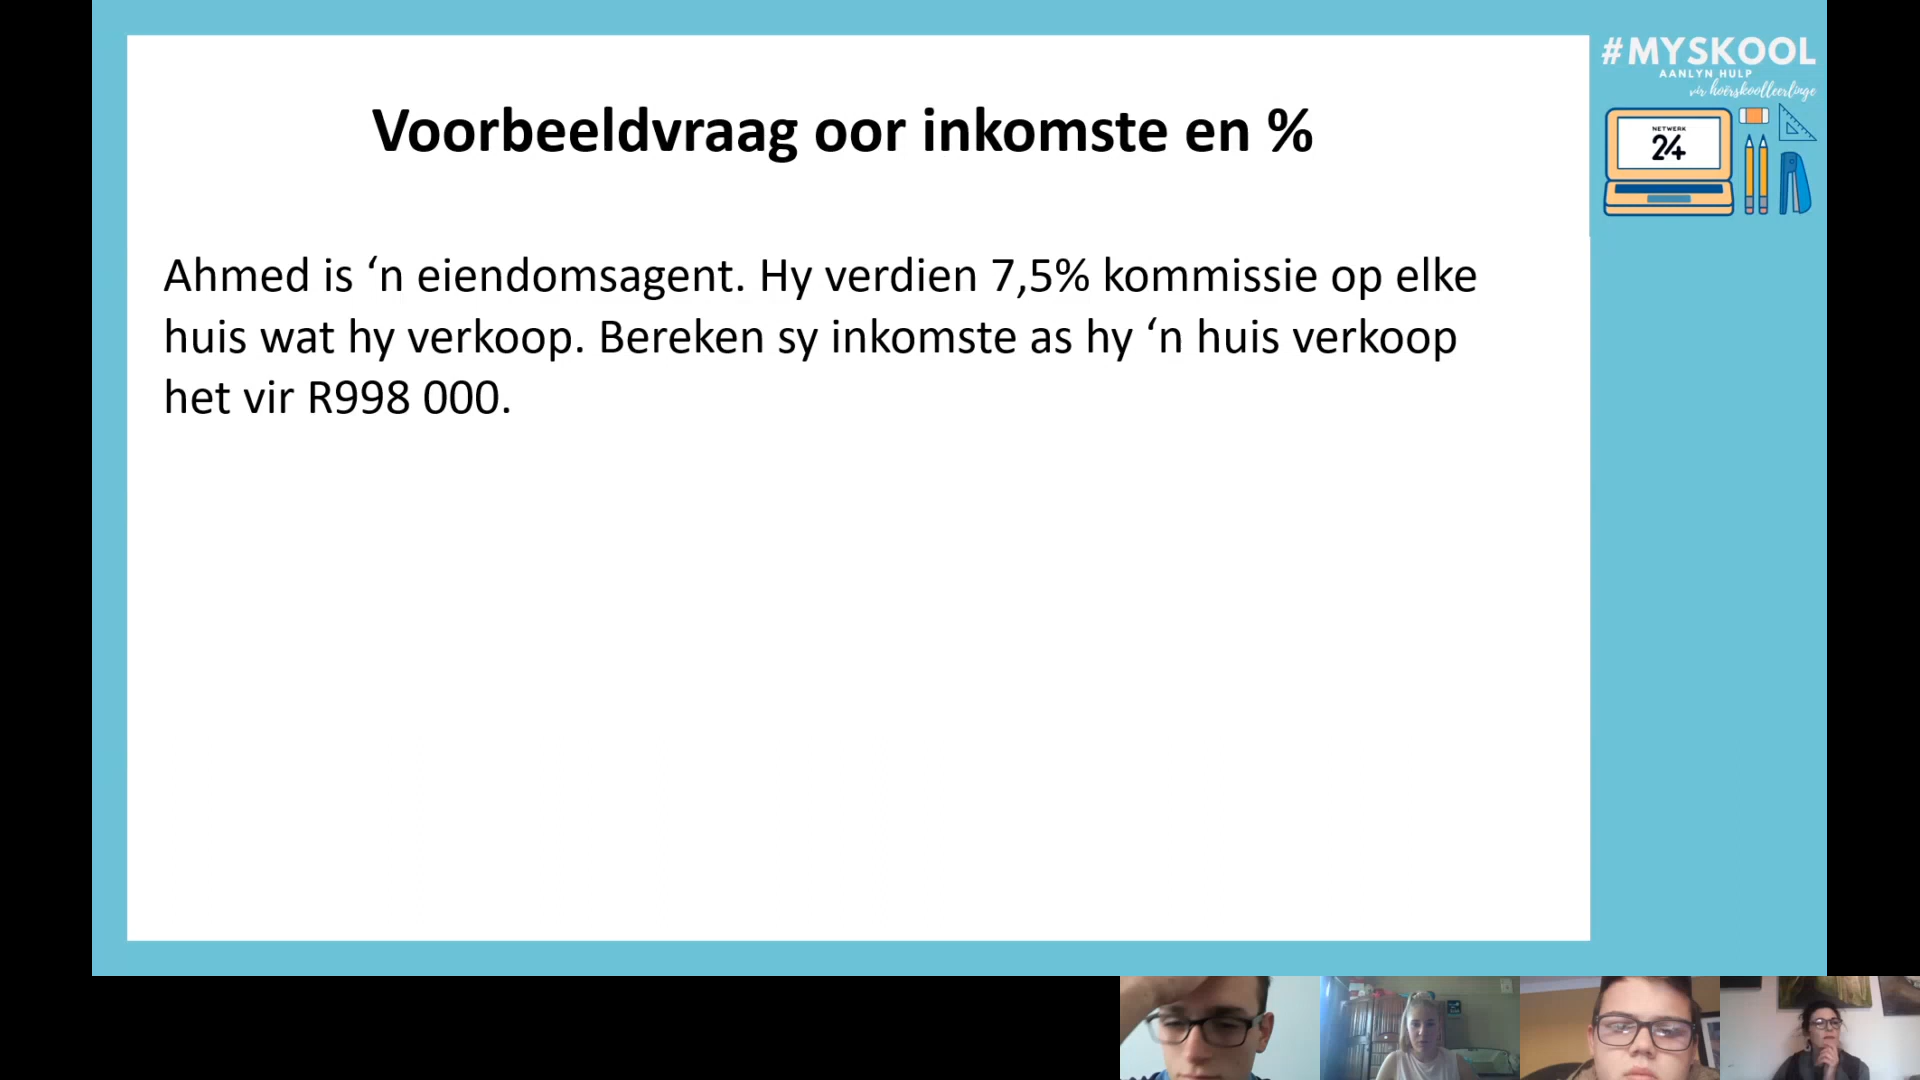 Voorbeeldvraag oor inkomste en %
Ahmed is ‘n eiendomsagent. Hy verdien 7,5% kommissie op elke
huis wat hy verkoop. Bereken sy inkomste as hy ‘n huis verkoop
het vir R998 000.
#MYSKOOL
AANLYN HULP
vir hoërskoolleerlinge
NETWERK
24